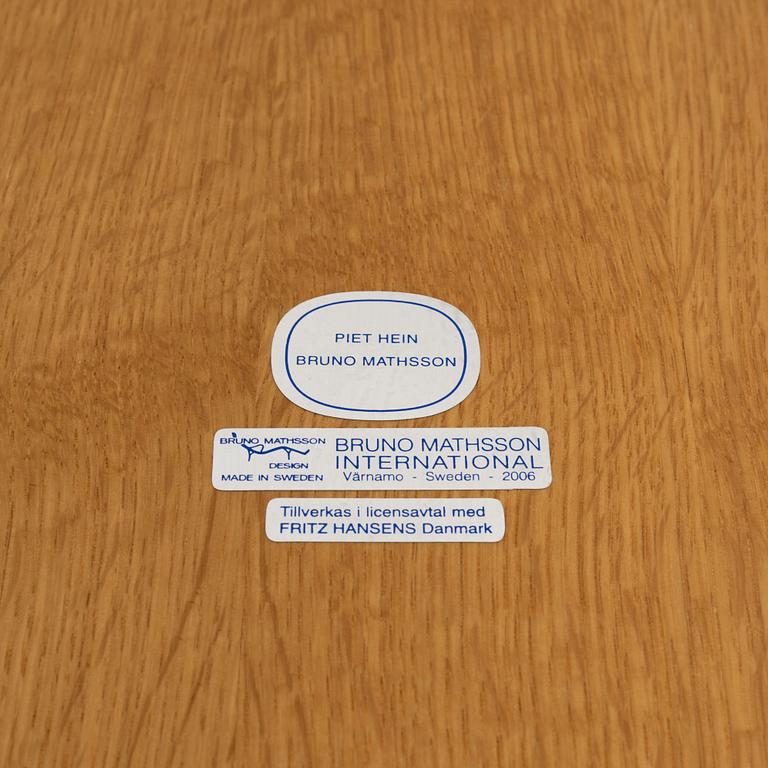 PIET HEIN
BRUNO MATHSSON
BRUNO MATHSSON
DESIGN
MADE IN SWEDEN
BRUNO MATHSSON
INTERNATIONAL
Värnamo - Sweden - 2006
Tillverkas i licensavtal med
FRITZ HANSENS Danmark